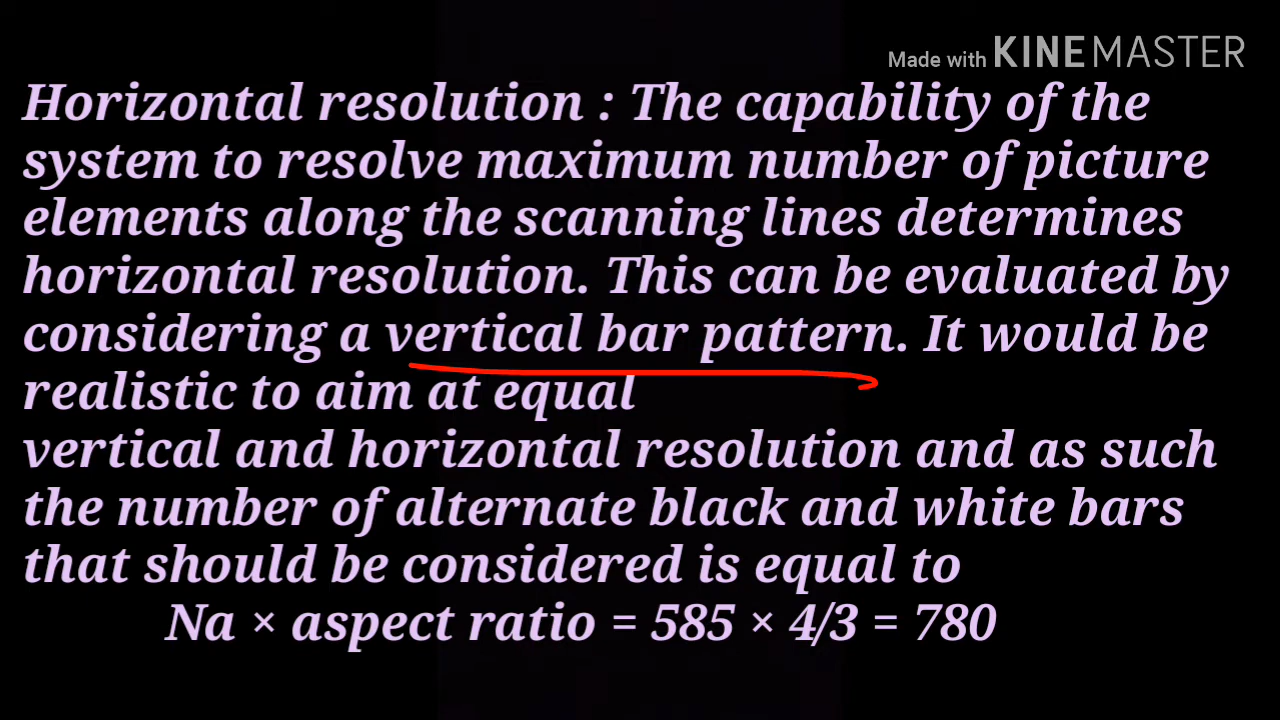 Made with KINEMASTER
Horizontal resolution : The capability of the
system to resolve maximum number of picture
elements along the scanning lines determines
horizontal resolution. This can be evaluated by
considering a vertical bar pattern. It would be
realistic to aim at equal
vertical and horizontal resolution and as such
the number of alternate black and white bars
that should be considered is equal to
Na × aspect ratio = 585 × 4/3 = 780